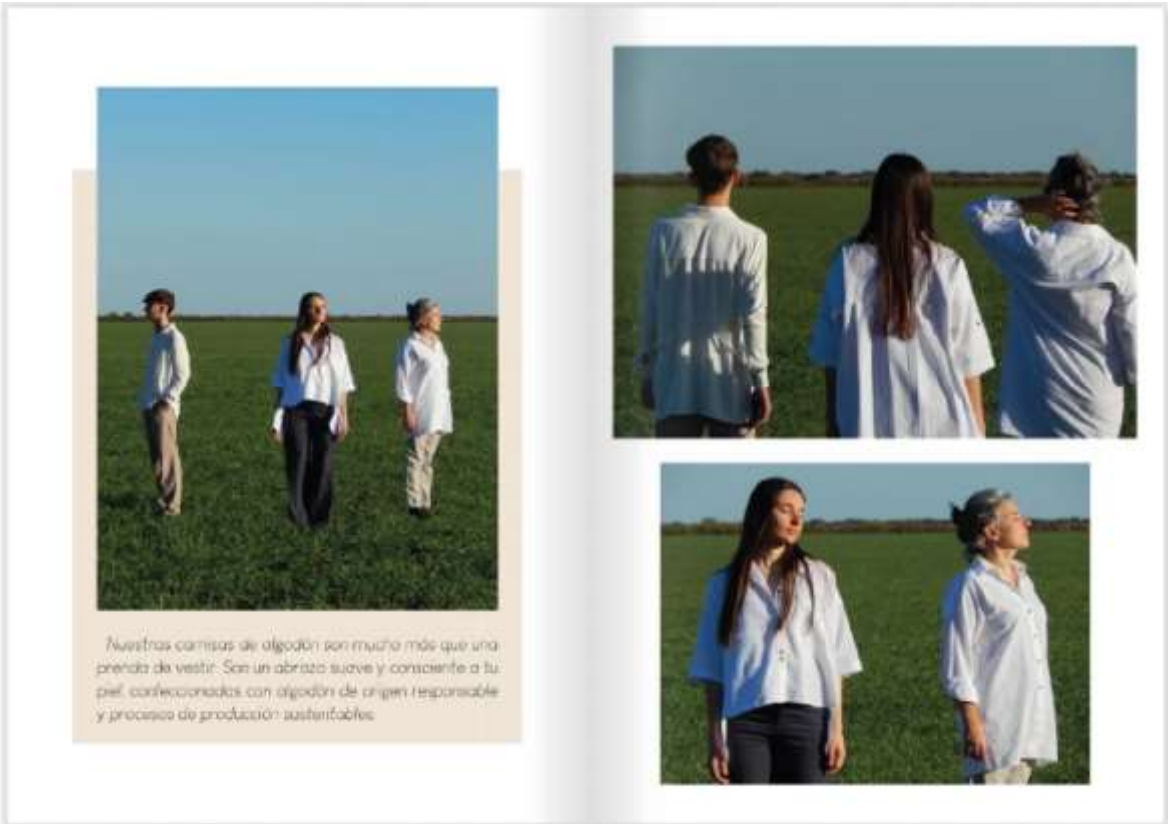 Nuestras camisas de algodón son mucho más que una
prenda de vestir. Son un abrazo suave y consciente a tu
piel, confeccionadas con algodón de origen responsable
y procesos de producción sustentables.